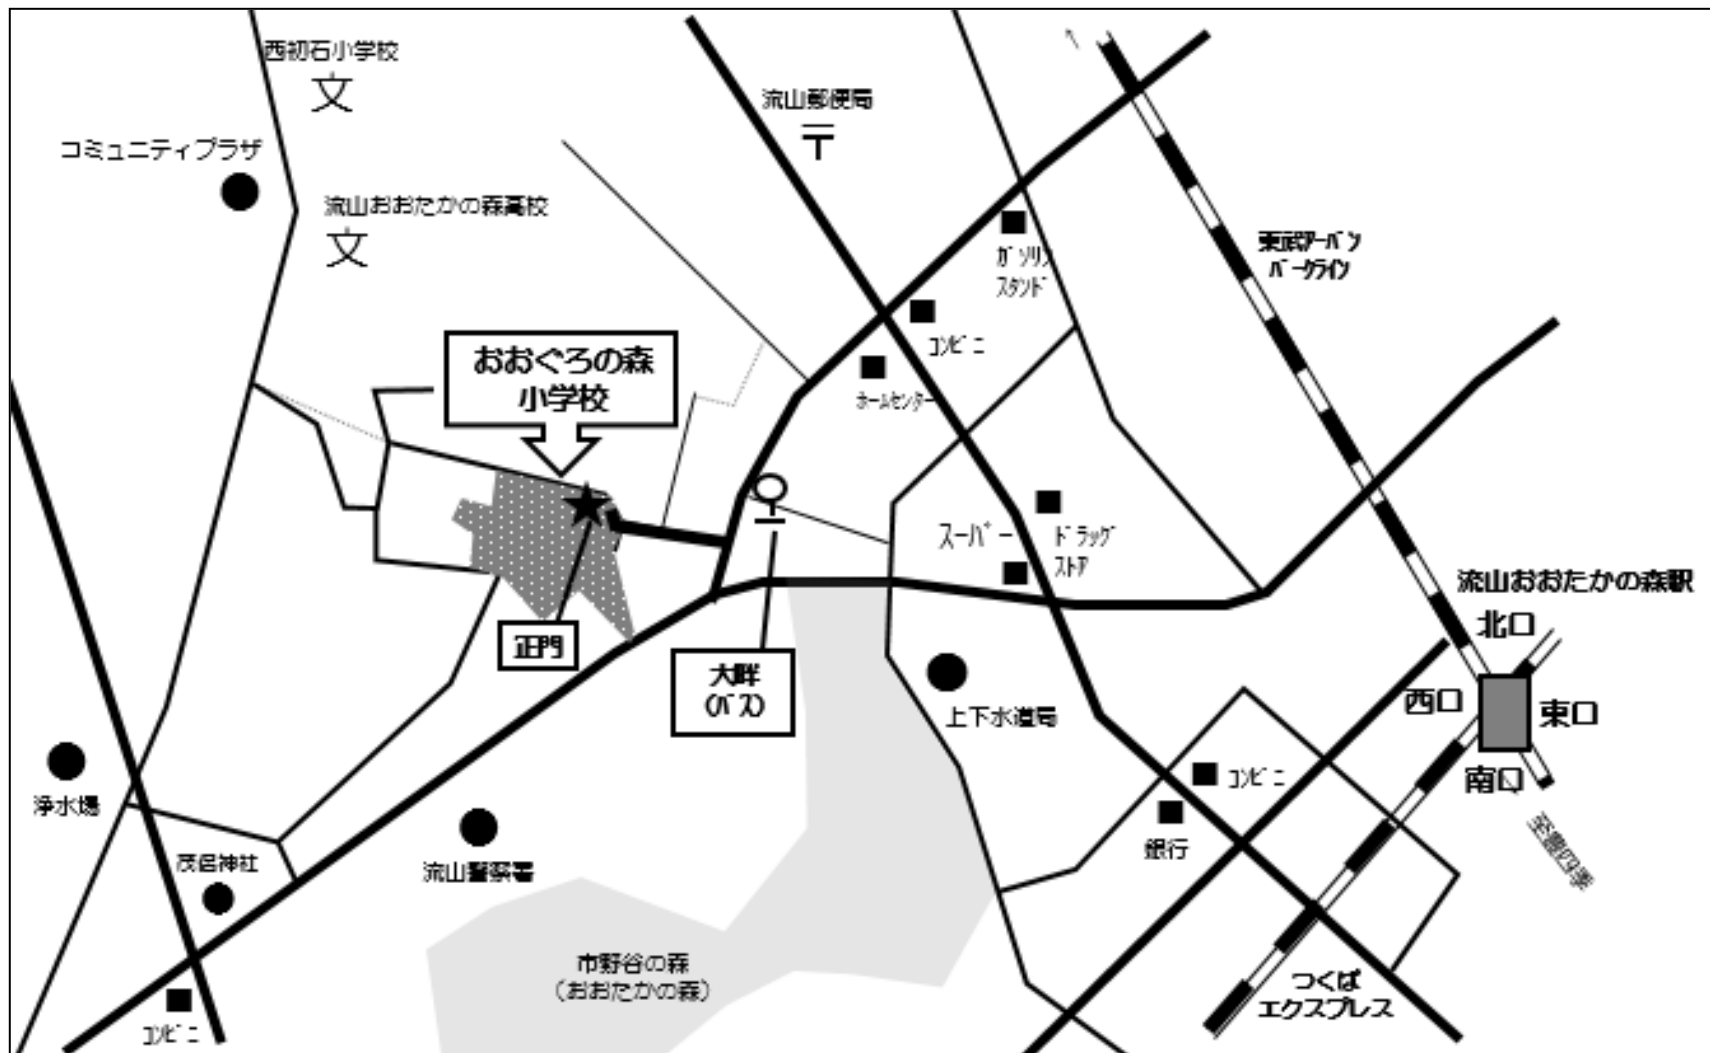 西初石小学校
文
流山郵便局
〒
コミュニティプラザ
流山おおたかの森高校
文
東武アーバン
パークライン
ガソリン
スタンド
コンビニ
ホームセンター
おおぐろの森
小学校
スーパー
ドラッグ
ストア
流山おおたかの森駅
北口
西口
東口
南口
正門
大畔
(バス)
上下水道局
浄水場
コンビニ
銀行
茂侶神社
流山警察署
至豊四季
市野谷の森
(おおたかの森)
つくば
エクスプレス
コンビニ